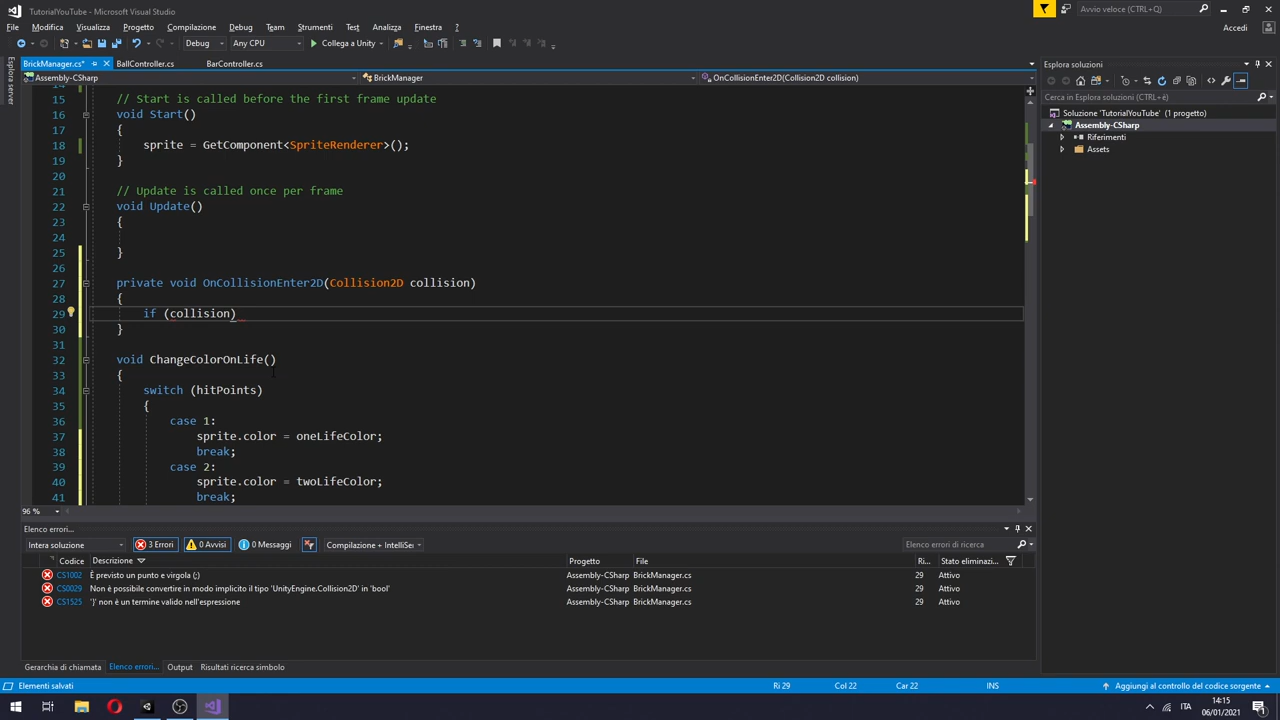 TutorialYouTube - Microsoft Visual Studio
Avvio veloce (CTRL+Q)
File Modifica Visualizza Progetto Compilazione Debug Team Strumenti Test Analizza Finestra ?
Accedi
Debug Any CPU Collega a Unity
BrickManager.cs* BallController.cs BarController.cs
Esplora server
Assembly-CSharp BrickManager OnCollisionEnter2D(Collision2D collision)
14
15 // Start is called before the first frame update
16 void Start()
17 {
18 sprite = GetComponent<SpriteRenderer>();
19 }
20
21 // Update is called once per frame
22 void Update()
23 {
24
25 }
26
27 private void OnCollisionEnter2D(Collision2D collision)
28 {
29 if (collision)
30 }
31
32 void ChangeColorOnLife()
33 {
34 switch (hitPoints)
35 {
36 case 1:
37 sprite.color = oneLifeColor;
38 break;
39 case 2:
40 sprite.color = twoLifeColor;
41 break;
96 %
Esplora soluzioni
Cerca in Esplora soluzioni (CTRL+è)
Soluzione 'TutorialYouTube' (1 progetto)
Assembly-CSharp
Riferimenti
Assets
Elenco errori...
Intera soluzione 3 Errori 0 Avvisi 0 Messaggi Compilazione + IntelliSen Elenco errori di ricerca
Codice Descrizione Progetto File Ri... Stato eliminazi...
CS1002 È previsto un punto e virgola (;) Assembly-CSharp BrickManager.cs 29 Attivo
CS0029 Non è possibile convertire in modo implicito il tipo 'UnityEngine.Collision2D' in 'bool' Assembly-CSharp BrickManager.cs 29 Attivo
CS1525 '}' non è un termine valido nell'espressione Assembly-CSharp BrickManager.cs 29 Attivo
Gerarchia di chiamata Elenco errori... Output Risultati ricerca simbolo
Elementi salvati Ri 29 Col 22 Car 22 INS Aggiungi al controllo del codice sorgente
ITA 14:15
06/01/2021